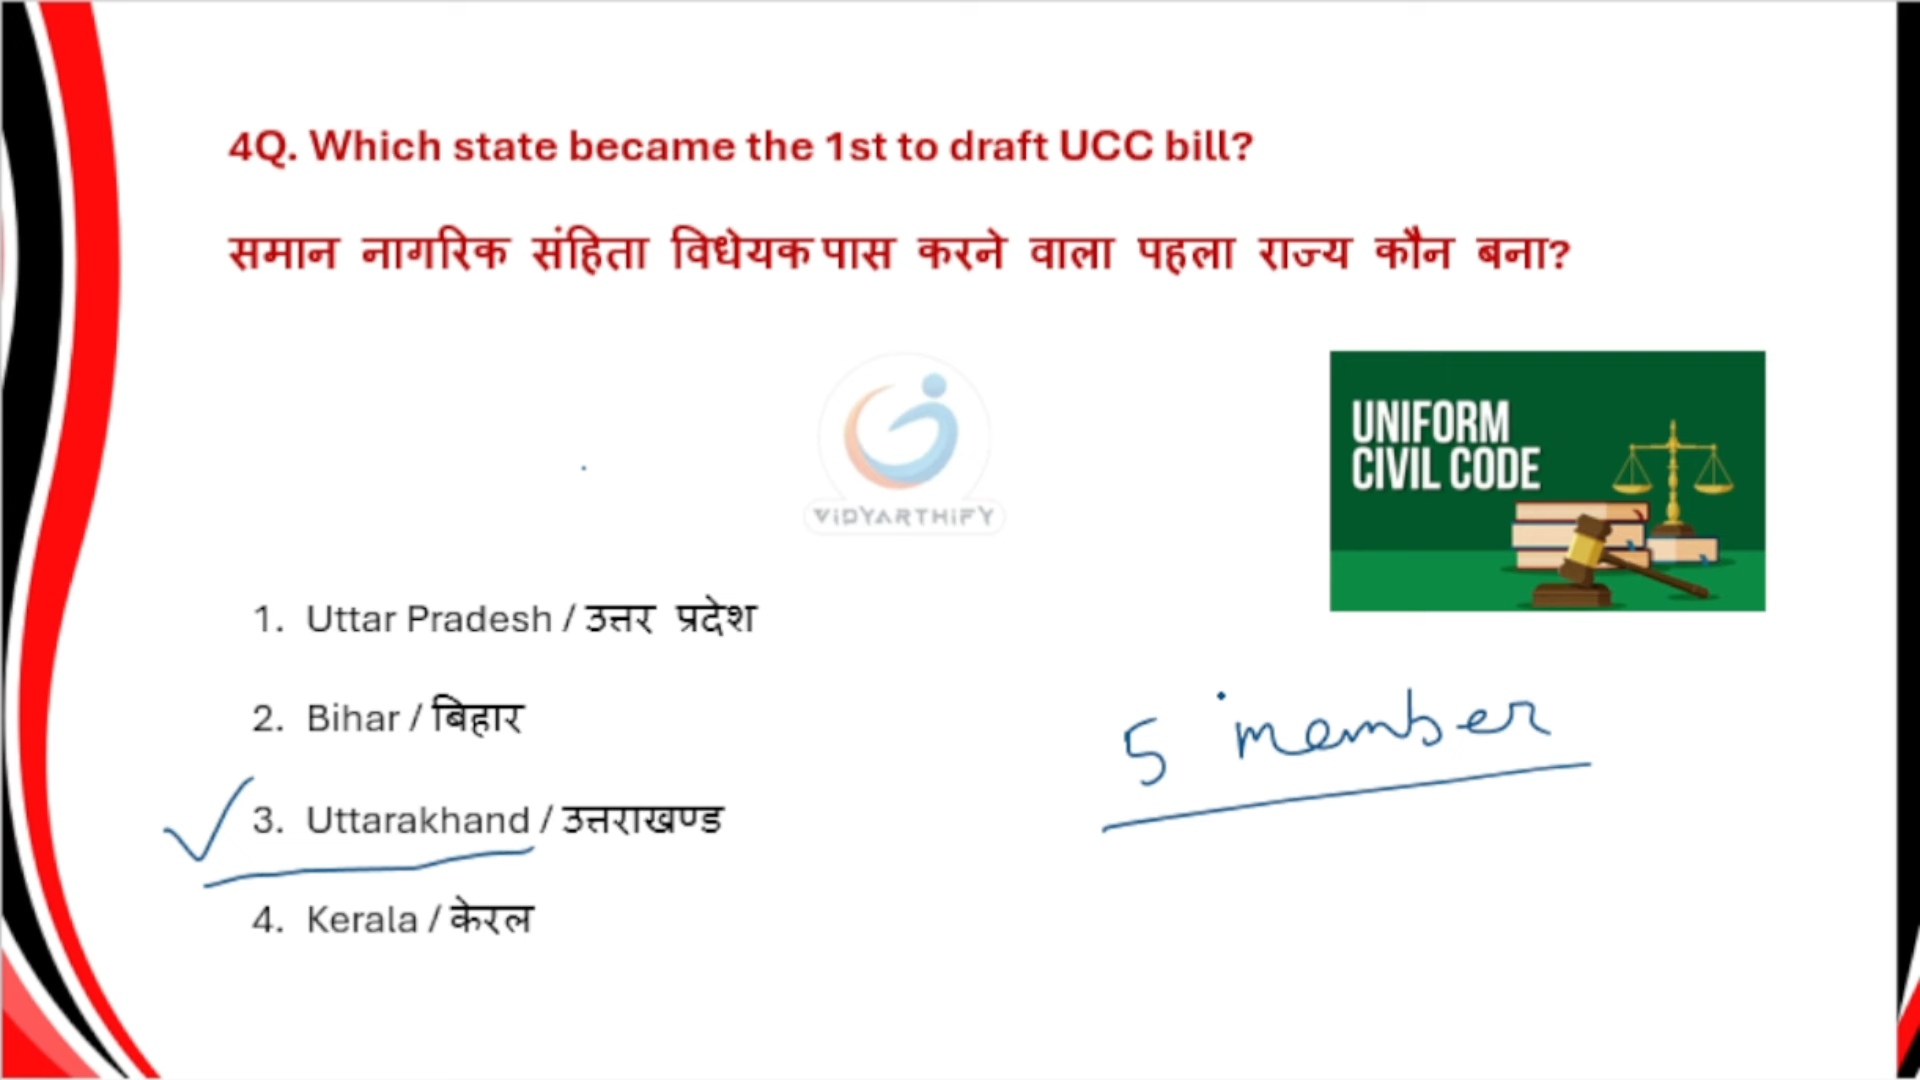 4Q. Which state became the 1st to draft UCC bill?
समान नागरिक संहिता विधेयक पास करने वाला पहला राज्य कौन बना?
UNIFORM
CIVIL CODE
ViDYARTHiFY
1. Uttar Pradesh / उत्तर प्रदेश
2. Bihar / बिहार
5 member
3. Uttarakhand / उत्तराखण्ड
4. Kerala / केरल